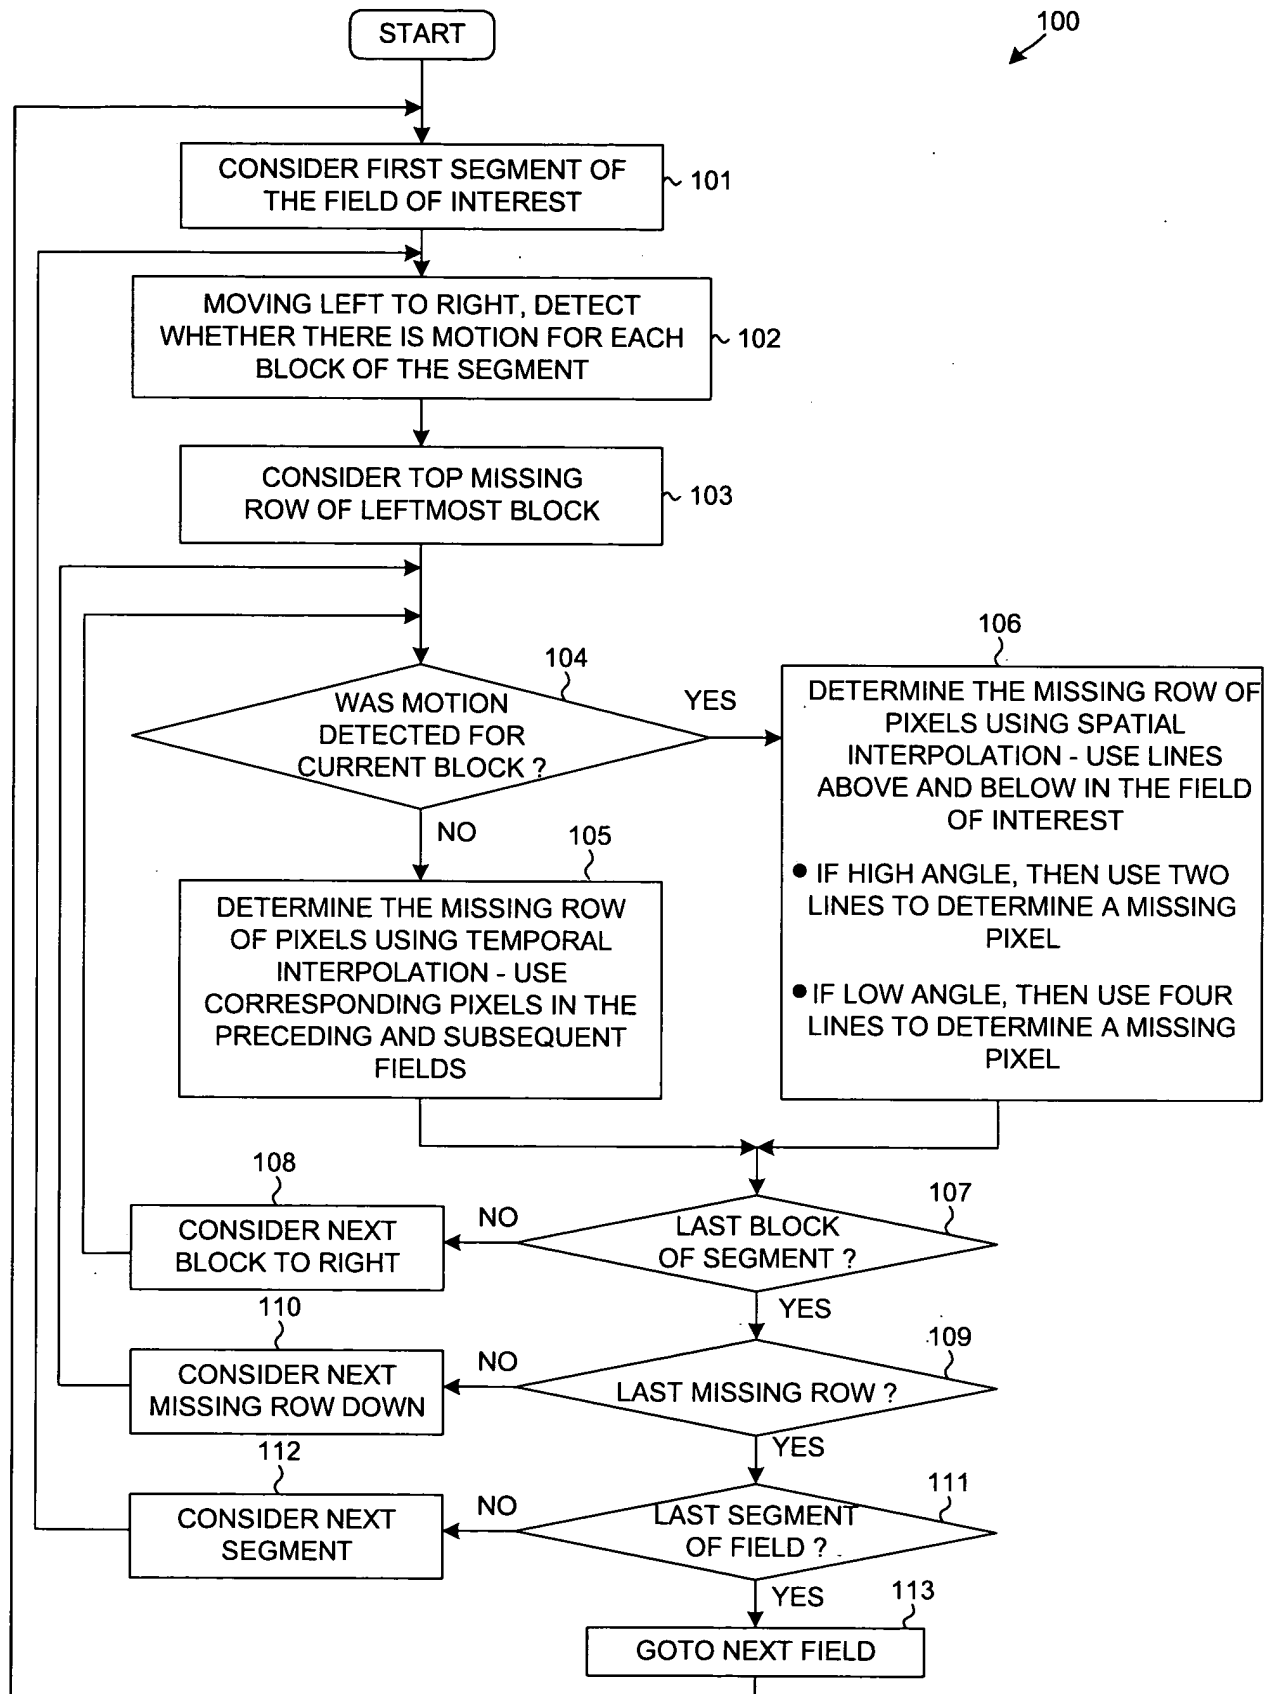 START
100
CONSIDER FIRST SEGMENT OF
THE FIELD OF INTEREST
101
MOVING LEFT TO RIGHT, DETECT
WHETHER THERE IS MOTION FOR EACH
BLOCK OF THE SEGMENT
102
CONSIDER TOP MISSING
ROW OF LEFTMOST BLOCK
103
104
WAS MOTION
DETECTED FOR
CURRENT BLOCK ?
YES
NO
106
DETERMINE THE MISSING ROW OF
PIXELS USING SPATIAL
INTERPOLATION - USE LINES
ABOVE AND BELOW IN THE FIELD
OF INTEREST
● IF HIGH ANGLE, THEN USE TWO
LINES TO DETERMINE A MISSING
PIXEL
● IF LOW ANGLE, THEN USE FOUR
LINES TO DETERMINE A MISSING
PIXEL
105
DETERMINE THE MISSING ROW
OF PIXELS USING TEMPORAL
INTERPOLATION - USE
CORRESPONDING PIXELS IN THE
PRECEDING AND SUBSEQUENT
FIELDS
107
LAST BLOCK
OF SEGMENT ?
NO
YES
108
CONSIDER NEXT
BLOCK TO RIGHT
109
LAST MISSING ROW ?
NO
YES
110
CONSIDER NEXT
MISSING ROW DOWN
111
LAST SEGMENT
OF FIELD ?
NO
YES
112
CONSIDER NEXT
SEGMENT
113
GOTO NEXT FIELD